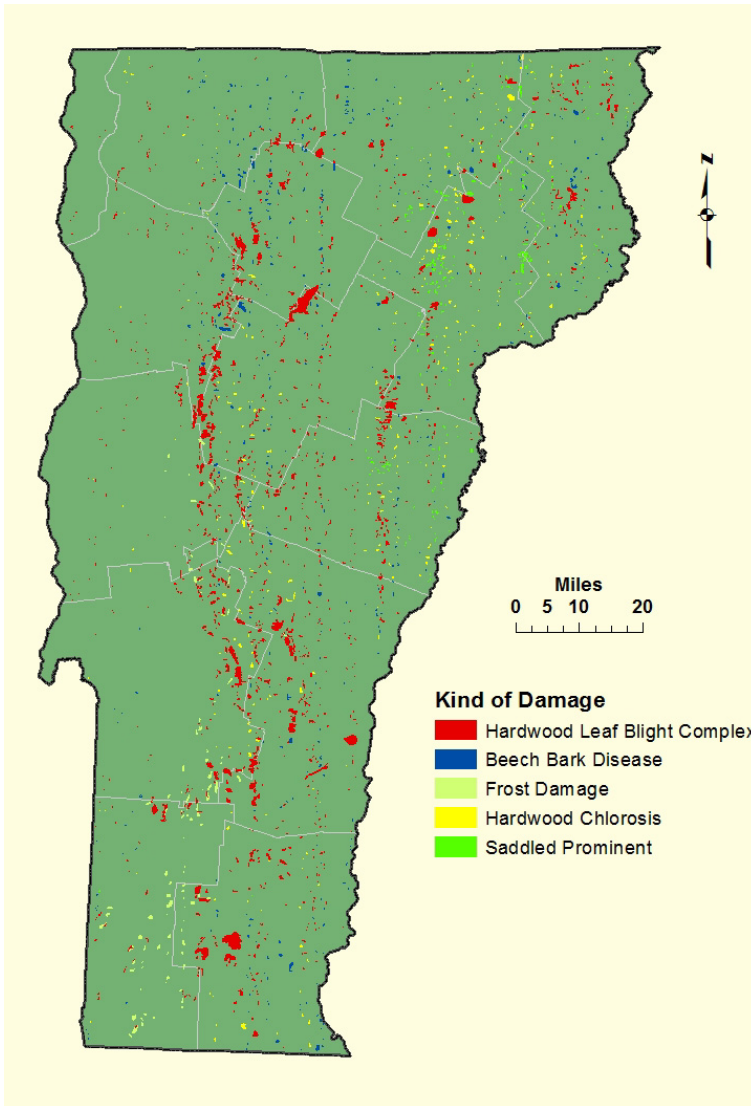 N
Miles
0 5 10 20
Kind of Damage
Hardwood Leaf Blight Complex
Beech Bark Disease
Frost Damage
Hardwood Chlorosis
Saddled Prominent